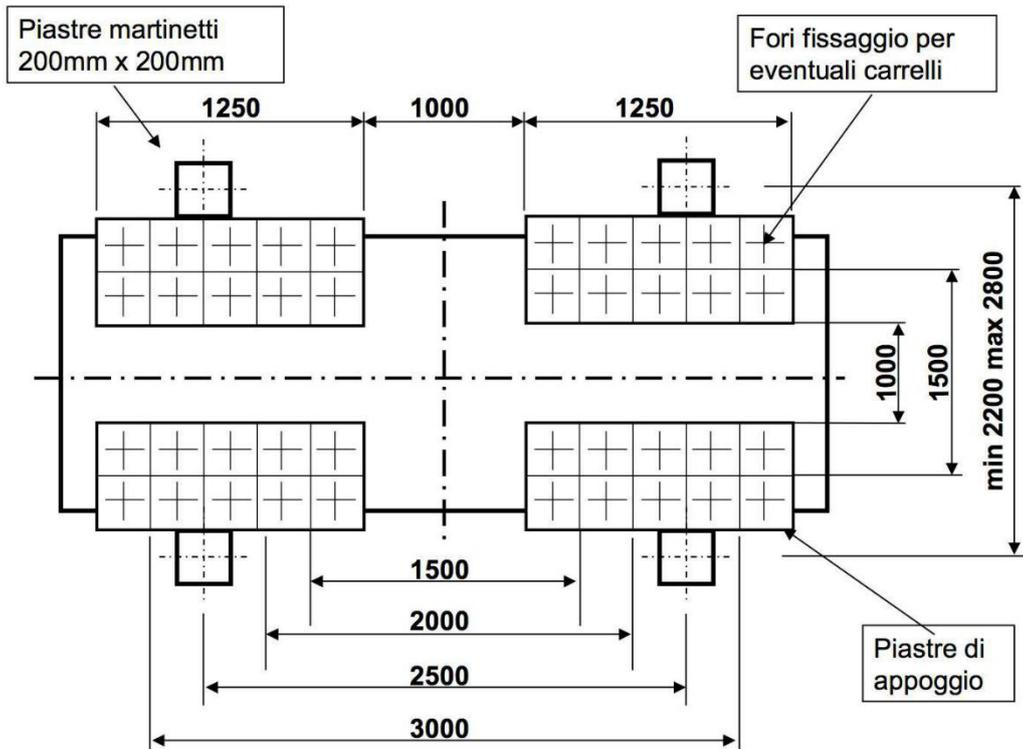 Piastre martinetti
200mm x 200mm
Fori fissaggio per
eventuali carrelli
1250
1000
1250
min 2200 max 2800
1500
1000
1500
2000
2500
3000
Piastre di
appoggio